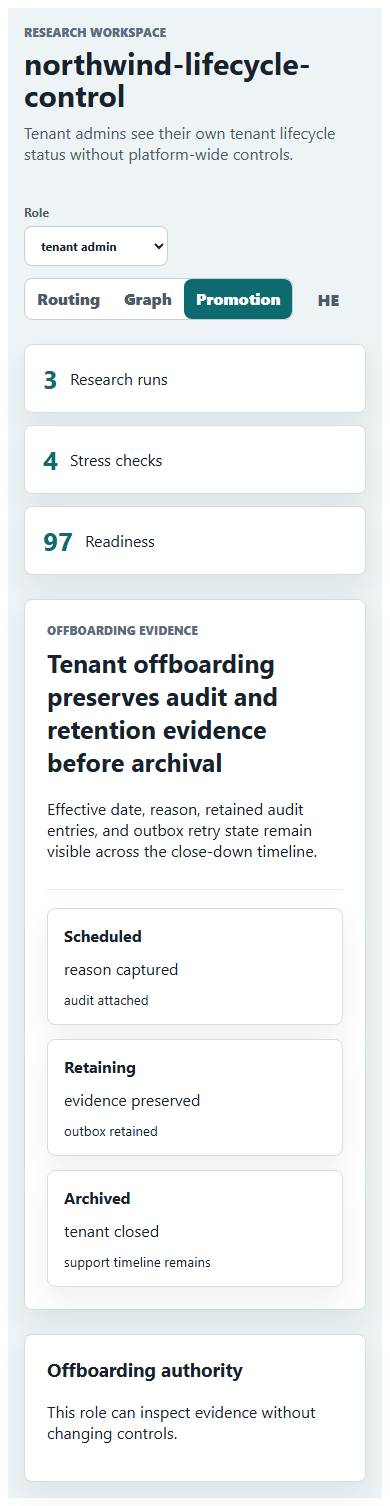 RESEARCH WORKSPACE
northwind-lifecycle-
control
Tenant admins see their own tenant lifecycle
status without platform-wide controls.
Role
tenant admin
Routing Graph Promotion HE
3 Research runs
4 Stress checks
97 Readiness
OFFBOARDING EVIDENCE
Tenant offboarding
preserves audit and
retention evidence
before archival
Effective date, reason, retained audit
entries, and outbox retry state remain
visible across the close-down timeline.
Scheduled
reason captured
audit attached
Retaining
evidence preserved
outbox retained
Archived
tenant closed
support timeline remains
Offboarding authority
This role can inspect evidence without
changing controls.